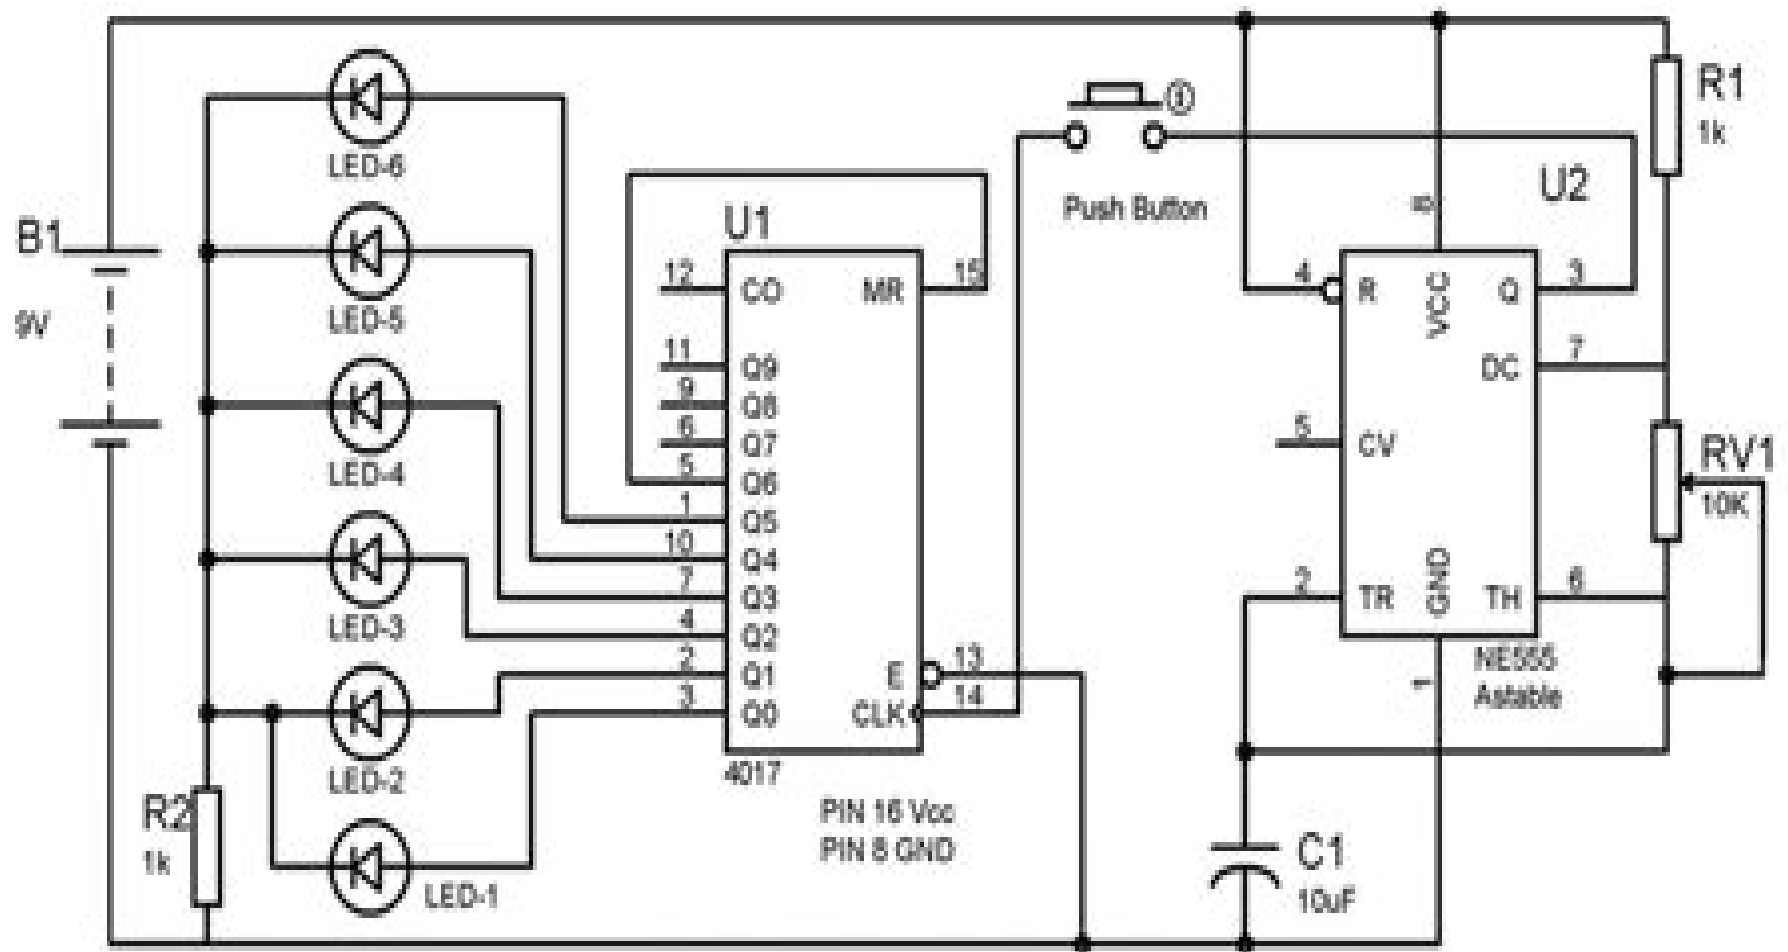 B1
9V
LED-6
LED-5
LED-4
LED-3
LED-2
LED-1
R2
1k
U1
12
CO
MR
15
11
Q9
9
Q8
6
Q7
5
Q6
1
Q5
10
Q4
7
Q3
4
Q2
2
Q1
3
Q0
E
13
CLK
14
4017
PIN 16 Vcc
PIN 8 GND
Push Button
U2
R1
1k
8
4
R
VCC
Q
3
DC
7
5
CV
RV1
10K
2
TR
GND
TH
6
1
NE555
Astable
C1
10uF